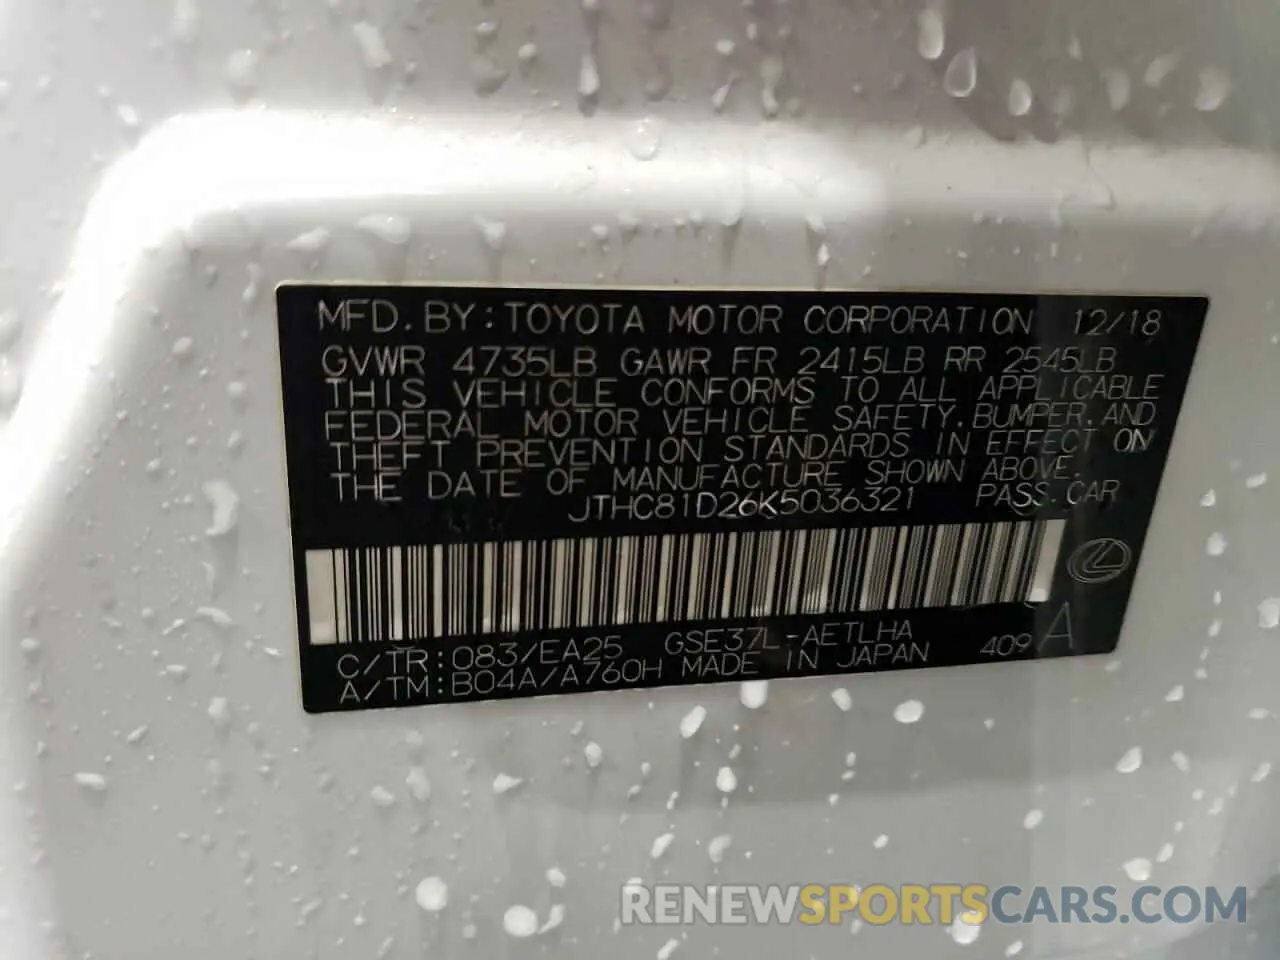 MFD. BY: TOYOTA MOTOR CORPORATION 12/18
GVWR 4735LB GAWR FR 2415LB RR 2545LB
THIS VEHICLE CONFORMS TO ALL APPLICABLE
FEDERAL MOTOR VEHICLE SAFETY, BUMPER, AND
THEFT PREVENTION STANDARDS IN EFFECT ON
THE DATE OF MANUFACTURE SHOWN ABOVE.
JTHC81D26K5036321 PASS. CAR
C/TR: 083/EA25 GSE37L-AETLHA
A/TM: B04A/A760H MADE IN JAPAN 409 A
RENEWSPORTSCARS.COM